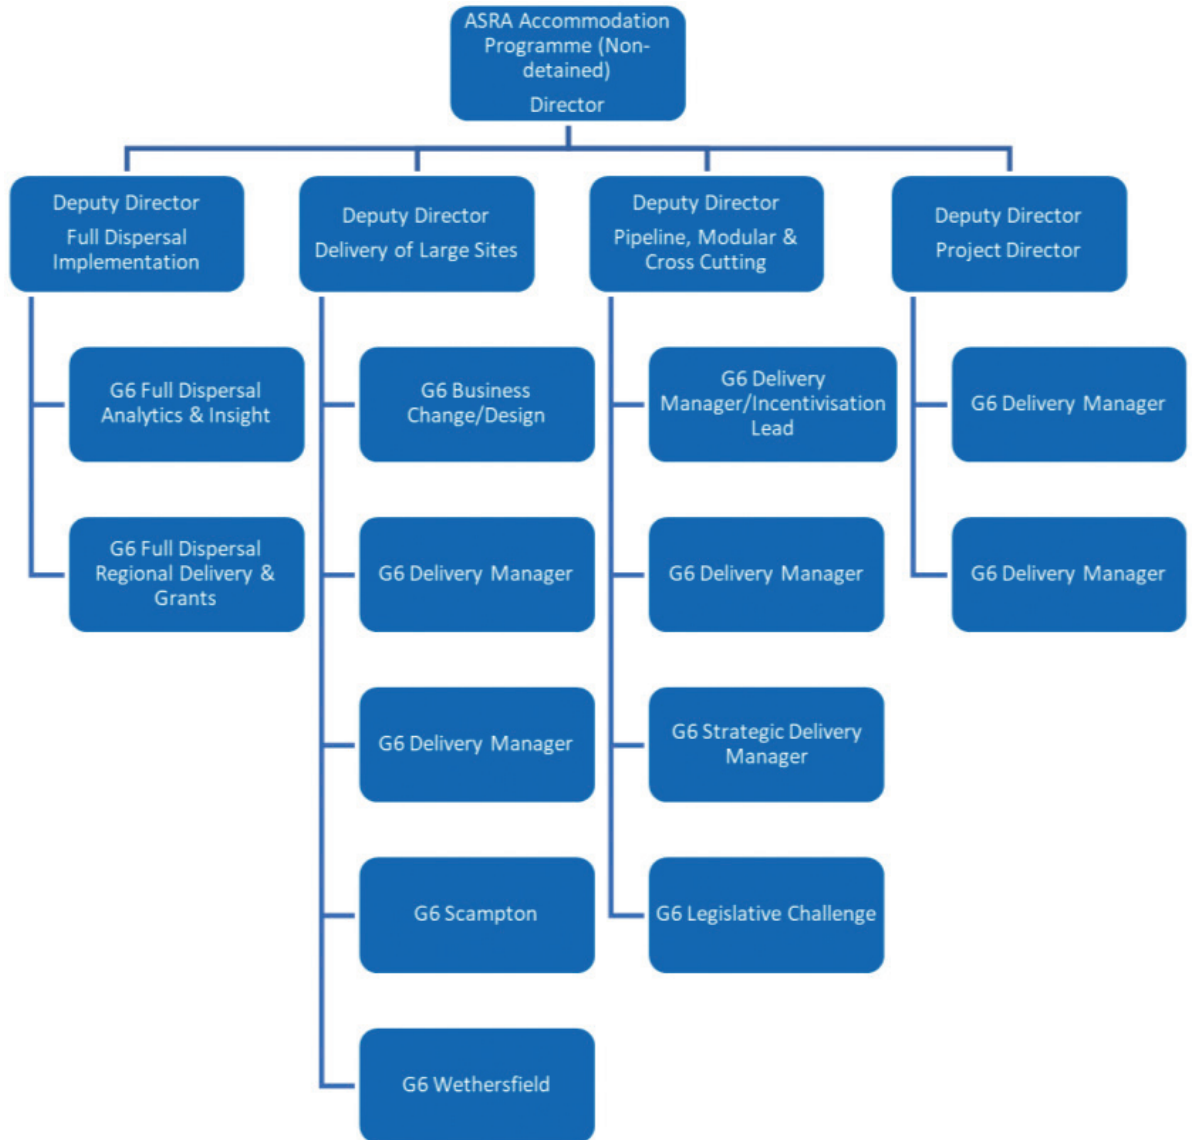 ASRA Accommodation
Programme (Non-
detained)
Director
Deputy Director
Full Dispersal
Implementation
Deputy Director
Delivery of Large Sites
Deputy Director
Pipeline, Modular &
Cross Cutting
Deputy Director
Project Director
G6 Full Dispersal
Analytics & Insight
G6 Full Dispersal
Regional Delivery &
Grants
G6 Business
Change/Design
G6 Delivery Manager
G6 Delivery Manager
G6 Scampton
G6 Wethersfield
G6 Delivery
Manager/Incentivisation
Lead
G6 Delivery Manager
G6 Strategic Delivery
Manager
G6 Legislative Challenge
G6 Delivery Manager
G6 Delivery Manager